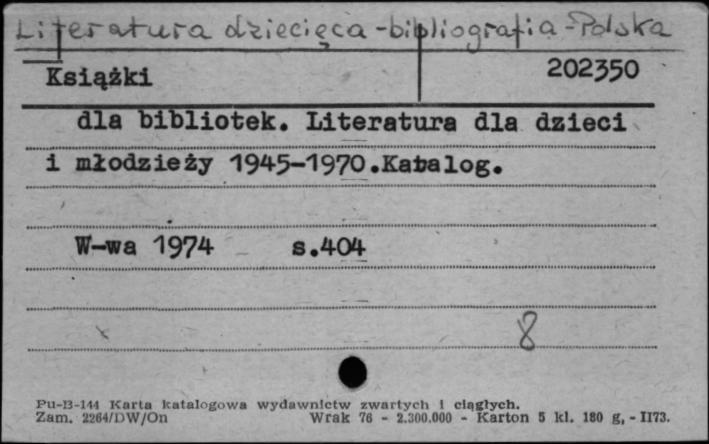 Literatura dziecięca - bibliografia - Polska
Książki 202350
dla bibliotek. Literatura dla dzieci
i młodzieży 1945-1970.Katalog.
W-wa 1974 s.404
8
Pu-B-144 Karta katalogowa wydawnictw zwartych i ciągłych.
Zam. 2264/DW/On Wrak 76 - 2.300.000 - Karton 5 kl. 180 g, - II73.